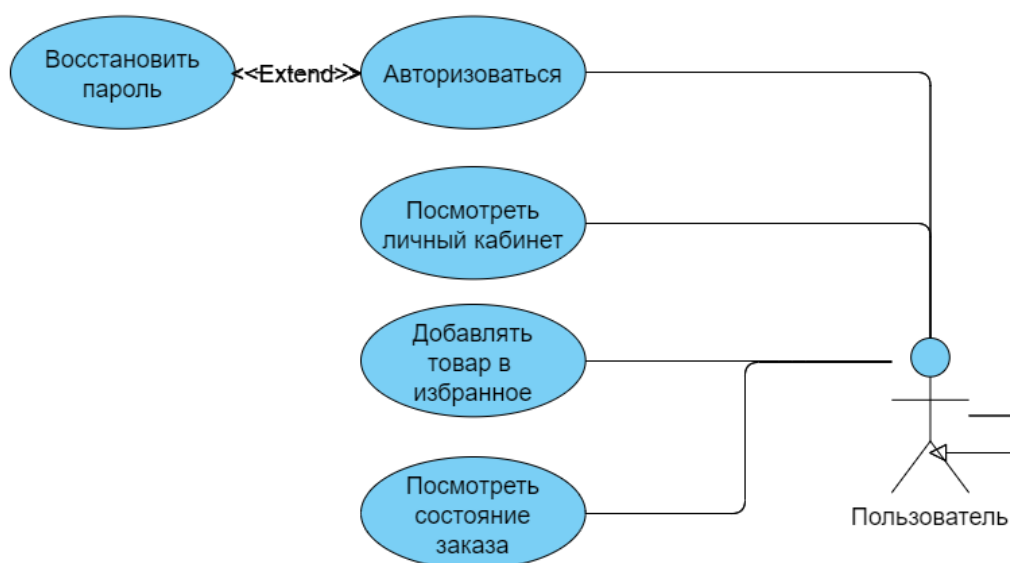 Восстановить
пароль
<<Extend>>
Авторизоваться
Посмотреть
личный кабинет
Добавлять
товар в
избранное
Посмотреть
состояние
заказа
Пользователь